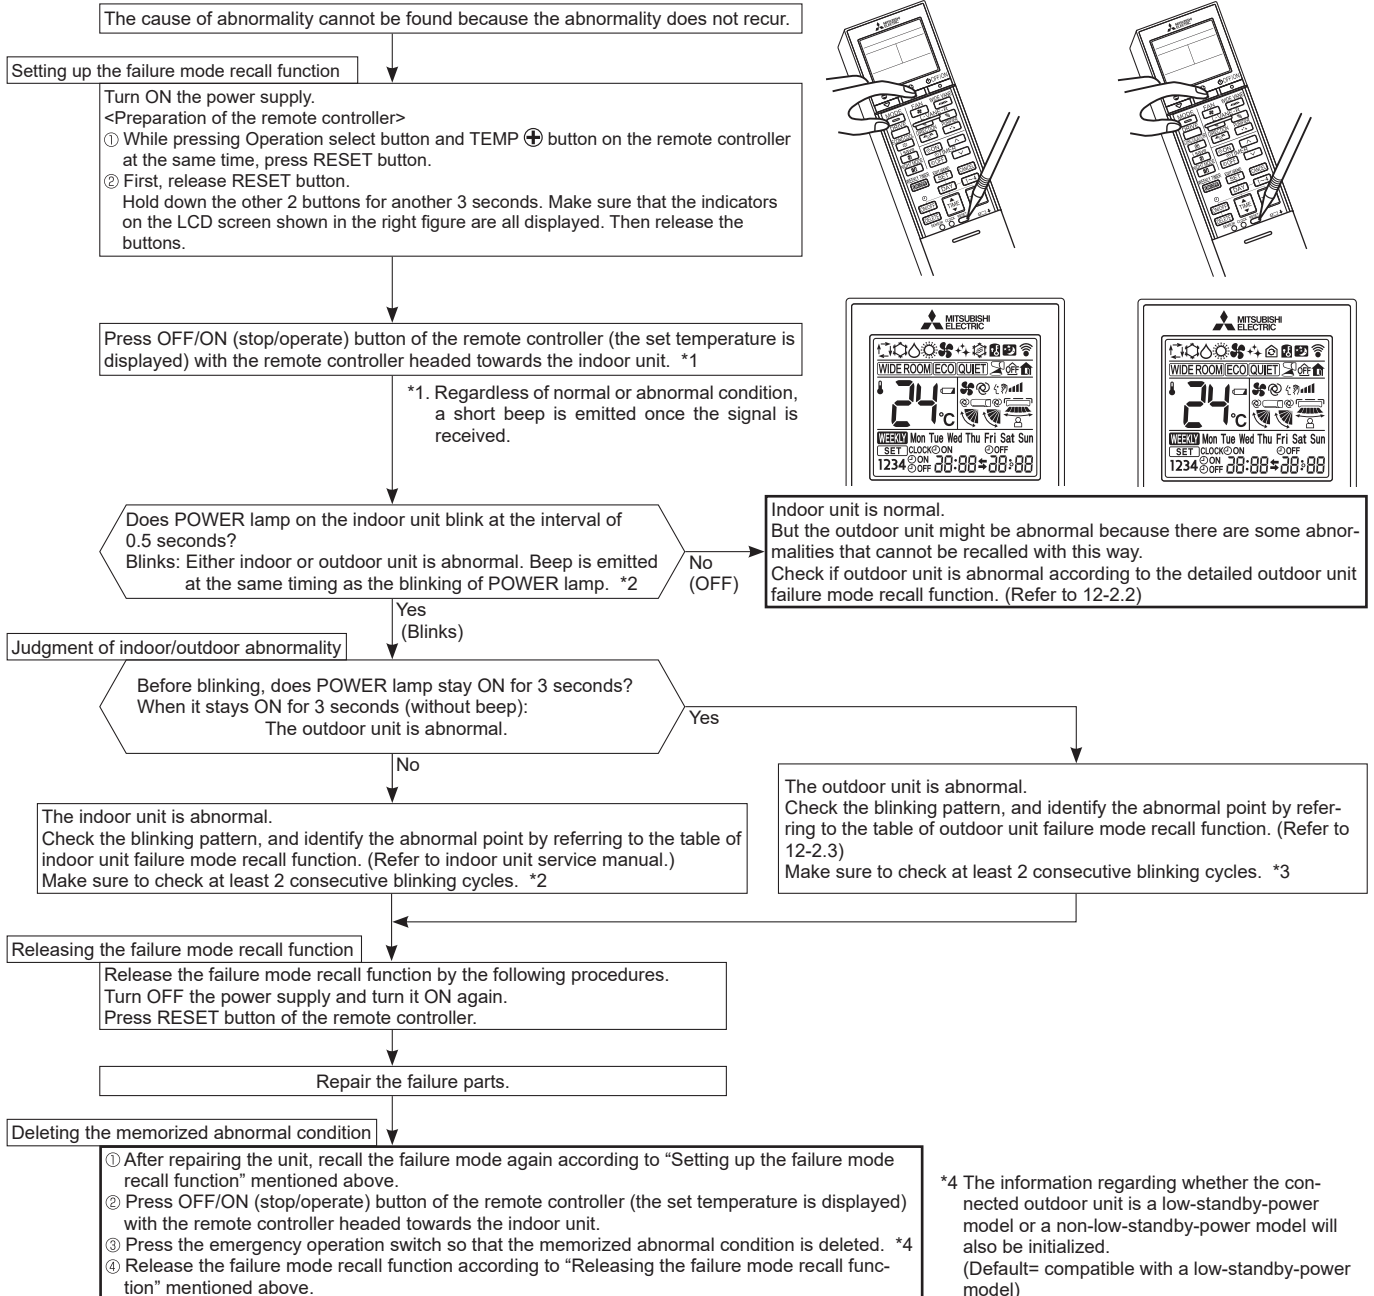 The cause of abnormality cannot be found because the abnormality does not recur.
Setting up the failure mode recall function
Turn ON the power supply.
<Preparation of the remote controller>
① While pressing Operation select button and TEMP ⊕ button on the remote controller
at the same time, press RESET button.
② First, release RESET button.
Hold down the other 2 buttons for another 3 seconds. Make sure that the indicators
on the LCD screen shown in the right figure are all displayed. Then release the
buttons.
Press OFF/ON (stop/operate) button of the remote controller (the set temperature is
displayed) with the remote controller headed towards the indoor unit. *1
*1. Regardless of normal or abnormal condition,
a short beep is emitted once the signal is
received.
MITSUBISHI
ELECTRIC
WIDE ROOM ECO QUIET OFF
24 °C
WEEKLY Mon Tue Wed Thu Fri Sat Sun
SET CLOCK ON OFF
1234 ON OFF 38:88 38:88
MITSUBISHI
ELECTRIC
WIDE ROOM ECO QUIET OFF
24 °C
WEEKLY Mon Tue Wed Thu Fri Sat Sun
SET CLOCK ON OFF
1234 ON OFF 38:88 38:88
Does POWER lamp on the indoor unit blink at the interval of
0.5 seconds?
Blinks: Either indoor or outdoor unit is abnormal. Beep is emitted
at the same timing as the blinking of POWER lamp. *2
No
(OFF)
Indoor unit is normal.
But the outdoor unit might be abnormal because there are some abnor-
malities that cannot be recalled with this way.
Check if outdoor unit is abnormal according to the detailed outdoor unit
failure mode recall function. (Refer to 12-2.2)
Yes
(Blinks)
Judgment of indoor/outdoor abnormality
Before blinking, does POWER lamp stay ON for 3 seconds?
When it stays ON for 3 seconds (without beep):
The outdoor unit is abnormal.
Yes
No
The indoor unit is abnormal.
Check the blinking pattern, and identify the abnormal point by referring to the table of
indoor unit failure mode recall function. (Refer to indoor unit service manual.)
Make sure to check at least 2 consecutive blinking cycles. *2
The outdoor unit is abnormal.
Check the blinking pattern, and identify the abnormal point by refer-
ring to the table of outdoor unit failure mode recall function. (Refer to
12-2.3)
Make sure to check at least 2 consecutive blinking cycles. *3
Releasing the failure mode recall function
Release the failure mode recall function by the following procedures.
Turn OFF the power supply and turn it ON again.
Press RESET button of the remote controller.
Repair the failure parts.
Deleting the memorized abnormal condition
① After repairing the unit, recall the failure mode again according to “Setting up the failure mode
recall function” mentioned above.
② Press OFF/ON (stop/operate) button of the remote controller (the set temperature is displayed)
with the remote controller headed towards the indoor unit.
③ Press the emergency operation switch so that the memorized abnormal condition is deleted. *4
④ Release the failure mode recall function according to “Releasing the failure mode recall func-
tion” mentioned above.
*4 The information regarding whether the con-
nected outdoor unit is a low-standby-power
model or a non-low-standby-power model will
also be initialized.
(Default= compatible with a low-standby-power
model)